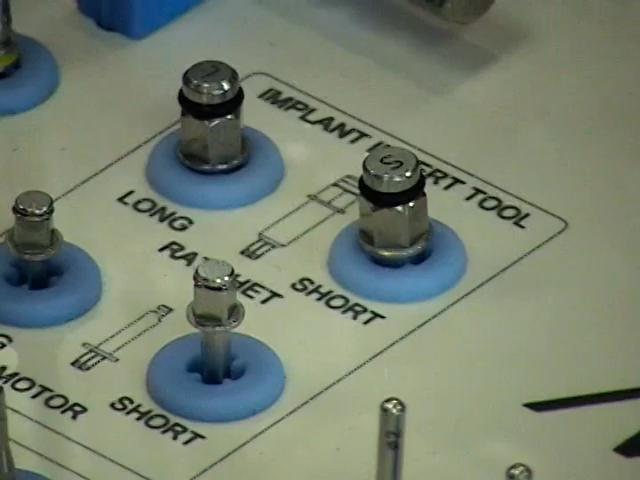 IMPLANT INSERT TOOL
L
S
LONG
RATCHET
SHORT
G
MOTOR
SHORT